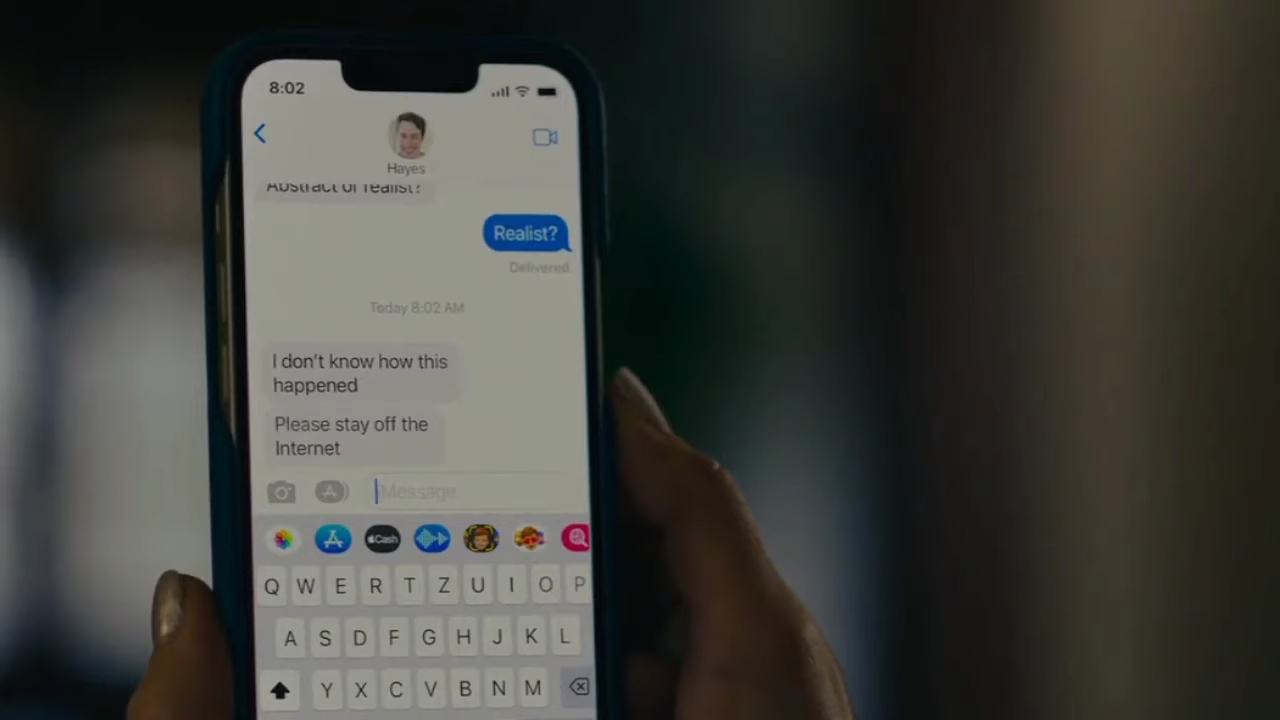 8:02
Hayes
Abstract or realist?
Realist?
Delivered
Today 8:02 AM
I don't know how this
happened
Please stay off the
Internet
iMessage
Cash
Q W E R T Z U I O P
A S D F G H J K L
Y X C V B N M